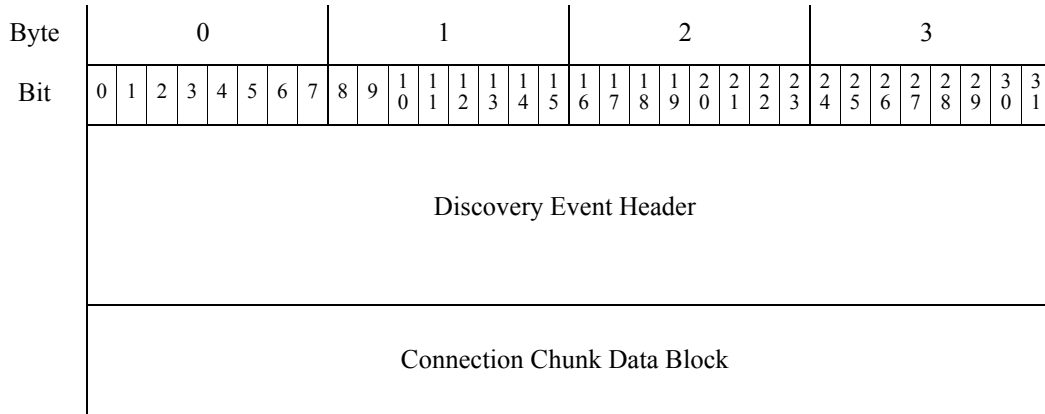 Byte 0 1 2 3
Bit 0 1 2 3 4 5 6 7 8 9 10 11 12 13 14 15 16 17 18 19 20 21 22 23 24 25 26 27 28 29 30 31
Discovery Event Header
Connection Chunk Data Block